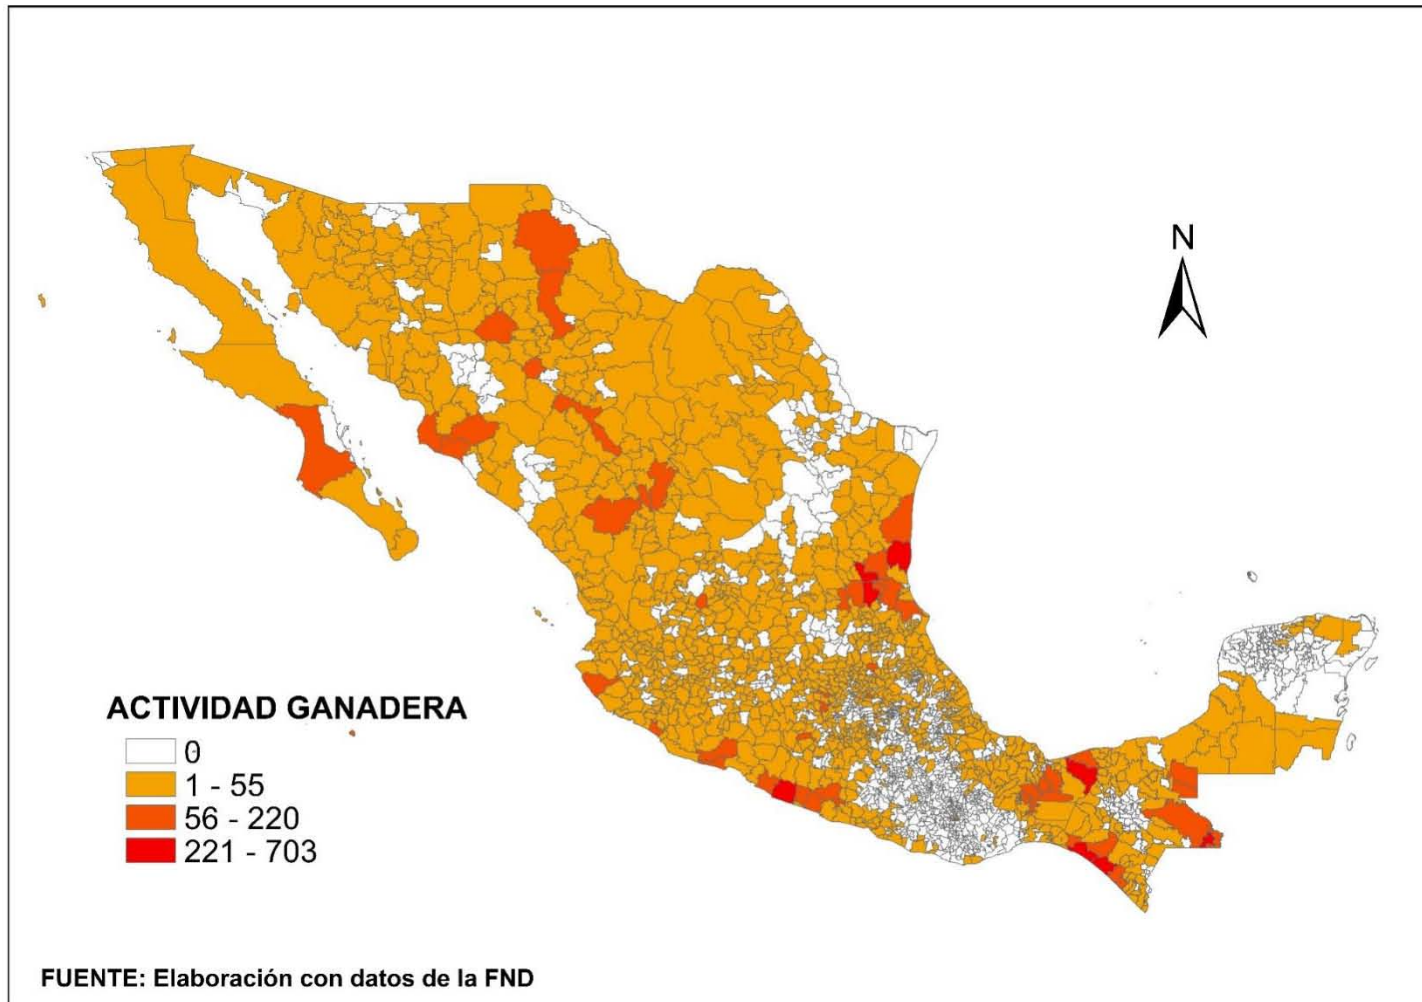 N
ACTIVIDAD GANADERA
0
1 - 55
56 - 220
221 - 703
FUENTE: Elaboración con datos de la FND